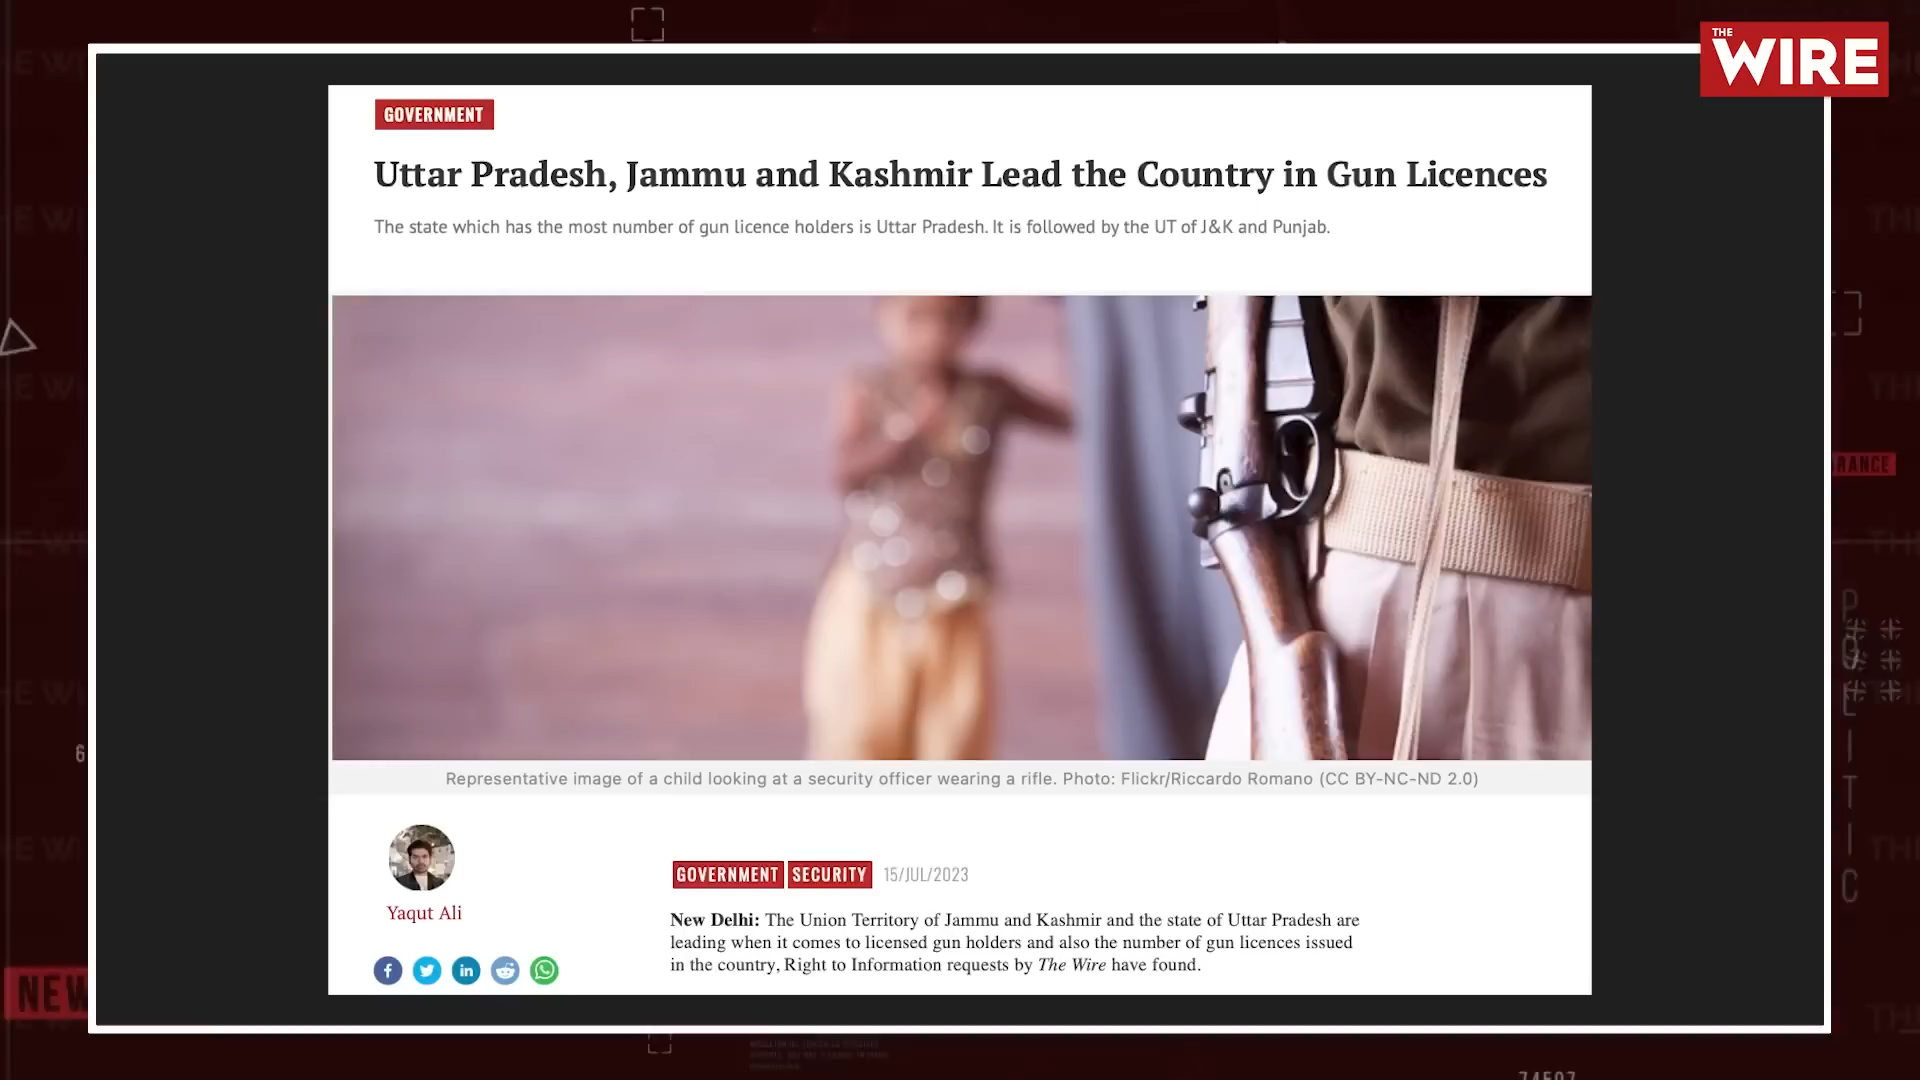 THE
WIRE
GOVERNMENT
Uttar Pradesh, Jammu and Kashmir Lead the Country in Gun Licences
The state which has the most number of gun licence holders is Uttar Pradesh. It is followed by the UT of J&K and Punjab.
Representative image of a child looking at a security officer wearing a rifle. Photo: Flickr/Riccardo Romano (CC BY-NC-ND 2.0)
Yaqut Ali
GOVERNMENT SECURITY 15/JUL/2023
New Delhi: The Union Territory of Jammu and Kashmir and the state of Uttar Pradesh are
leading when it comes to licensed gun holders and also the number of gun licences issued
in the country, Right to Information requests by The Wire have found.
RANCE
6
NEW